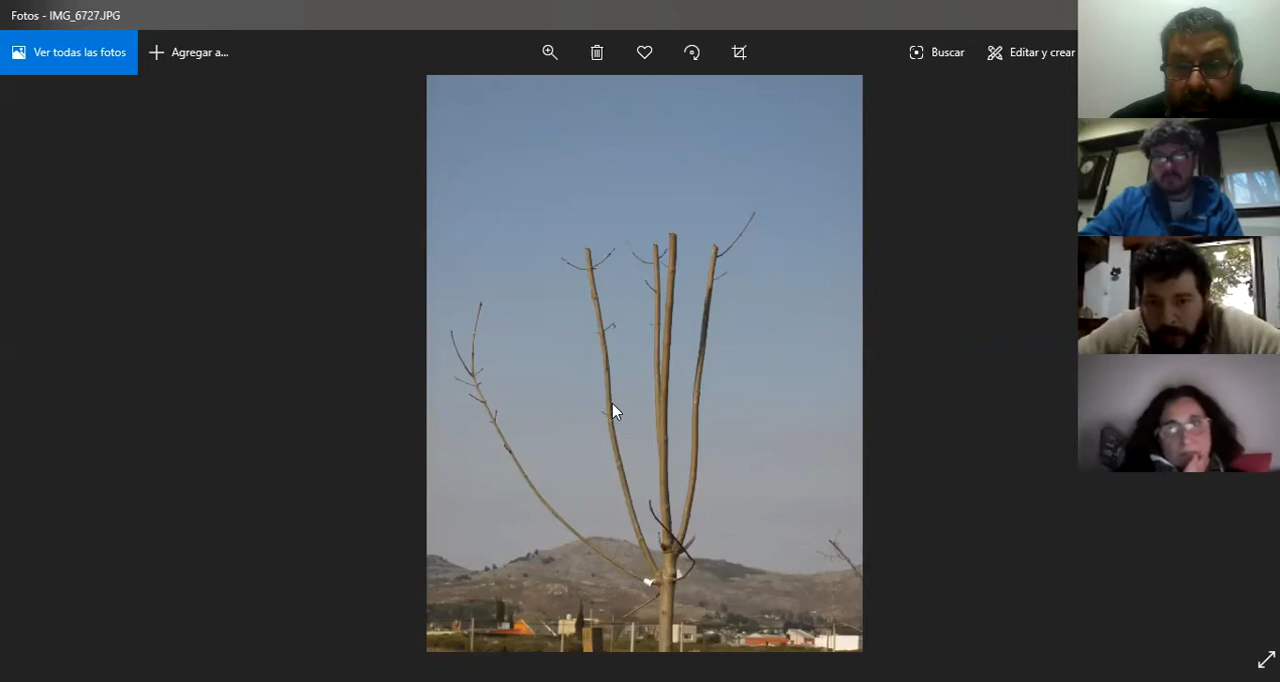 Fotos - IMG_6727.JPG
Ver todas las fotos
Agregar a...
Buscar
Editar y crear